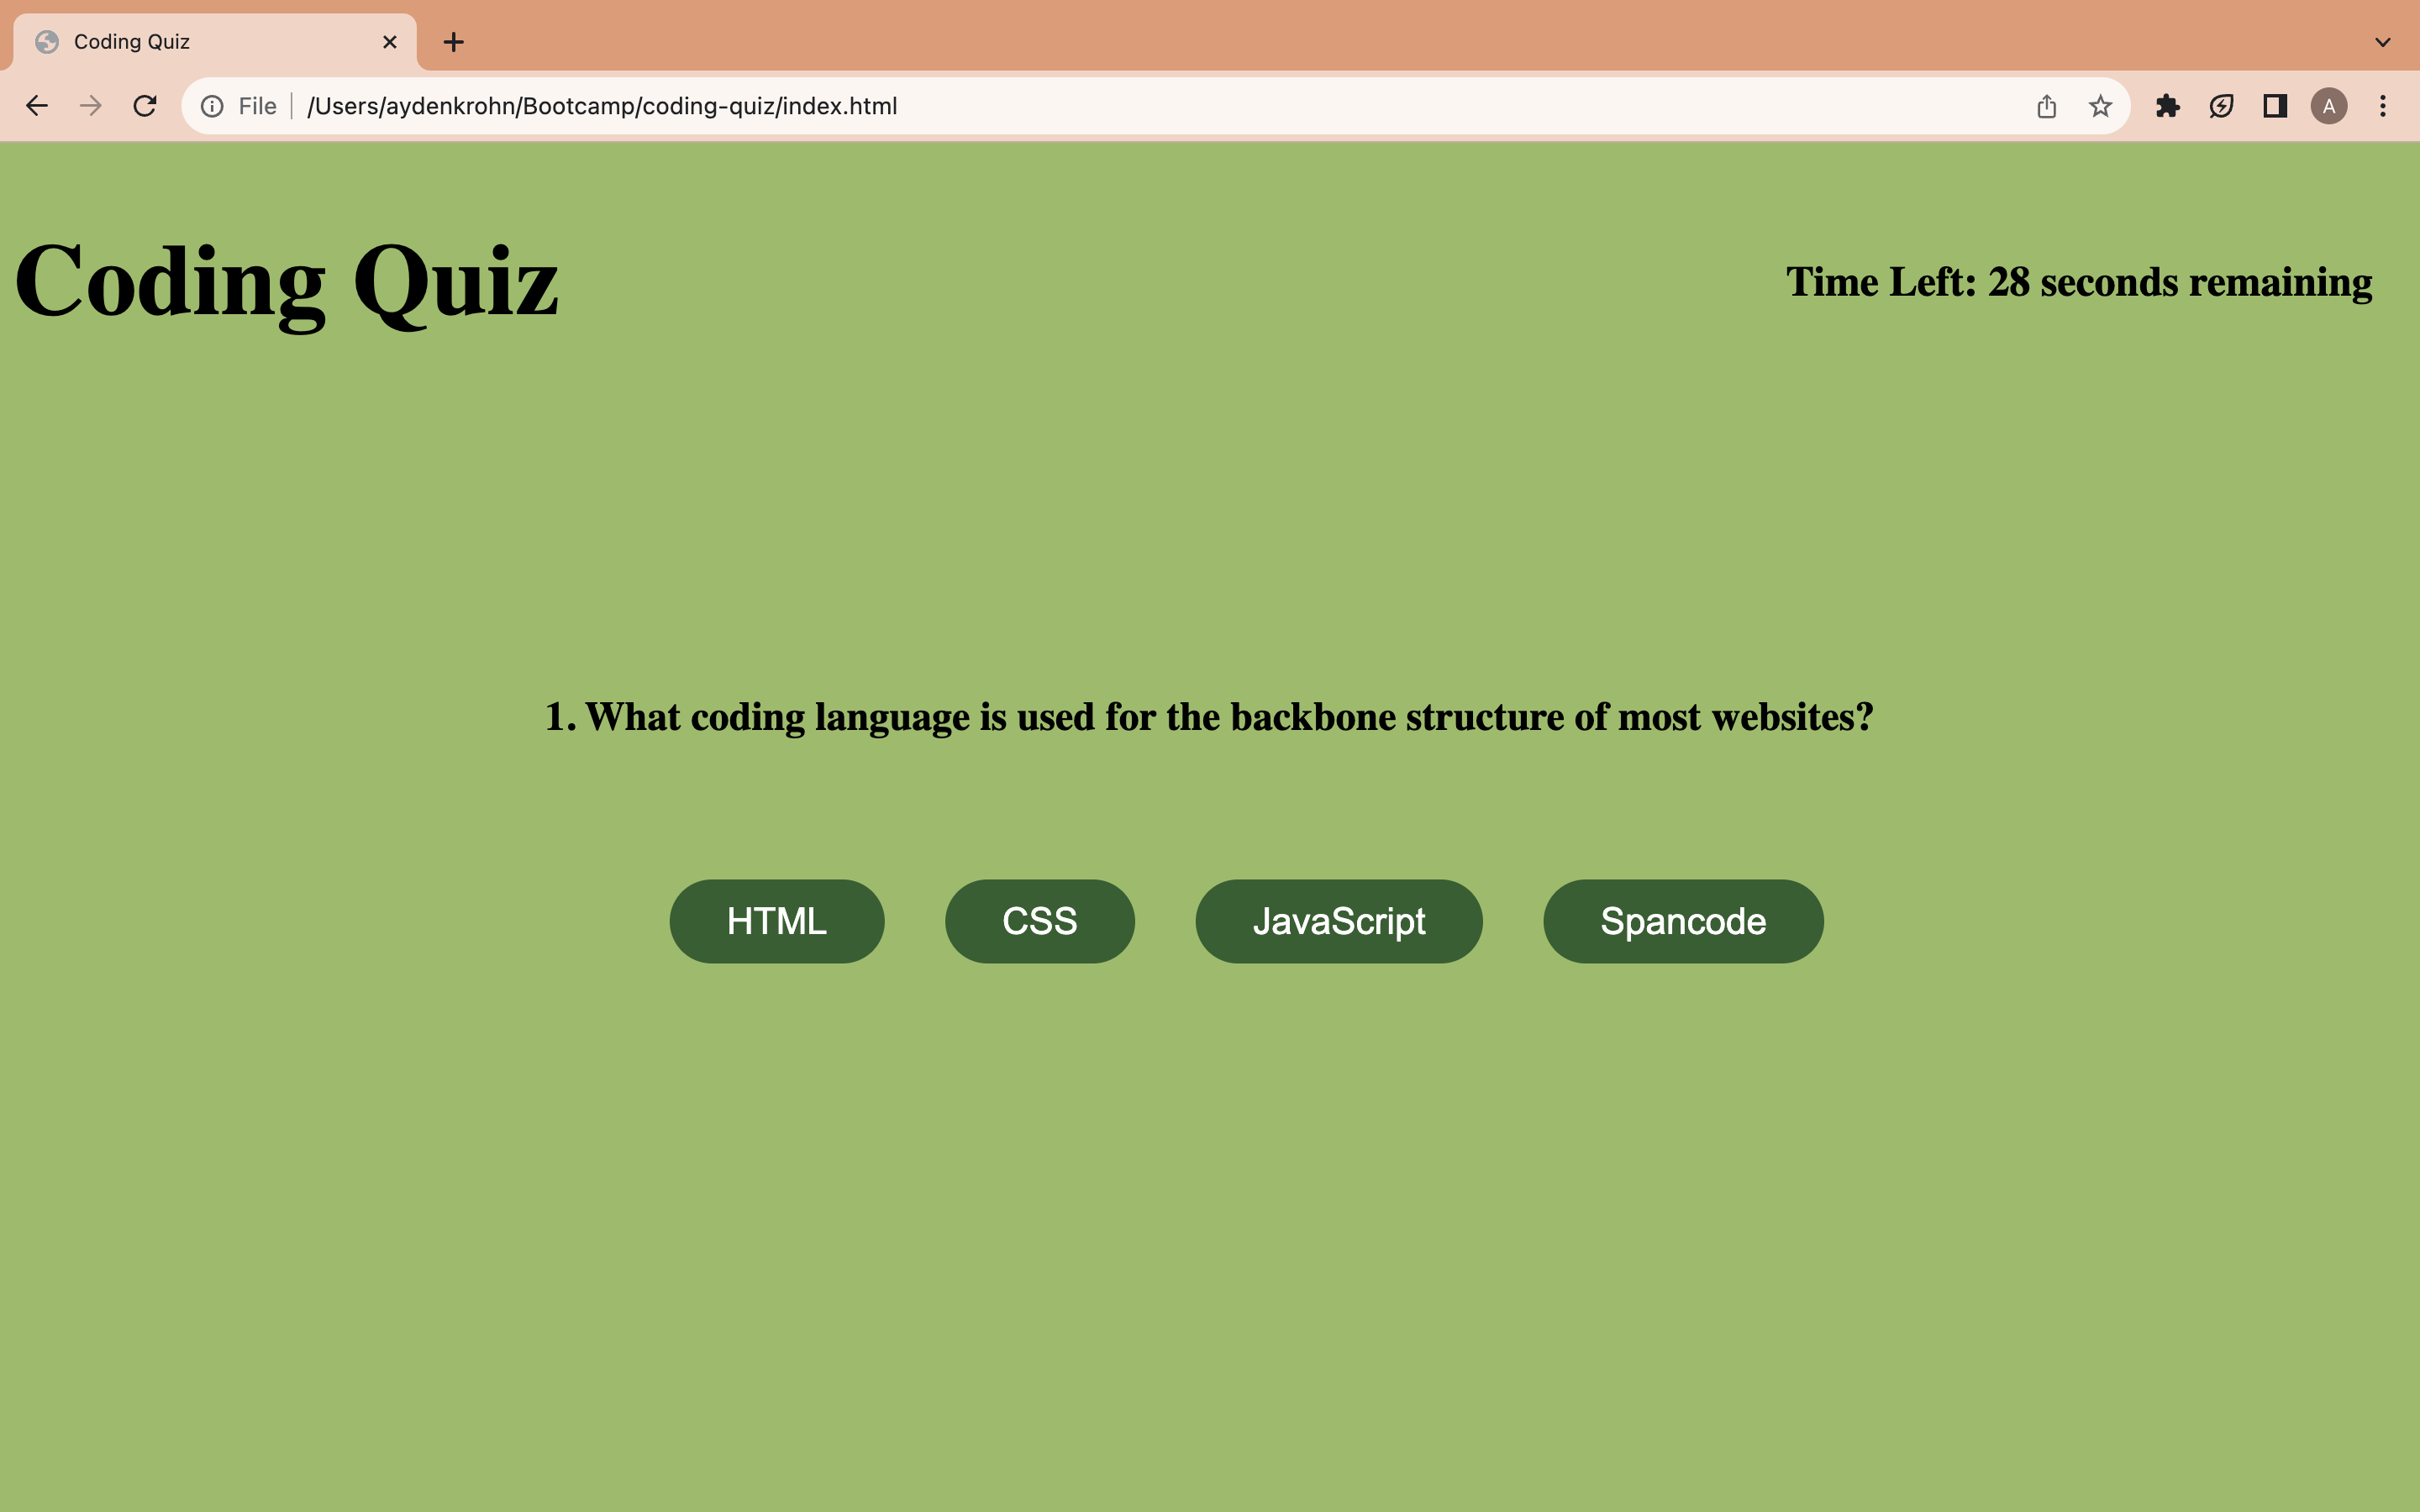 Coding Quiz
File /Users/aydenkrohn/Bootcamp/coding-quiz/index.html
A
Coding Quiz
Time Left: 28 seconds remaining
1. What coding language is used for the backbone structure of most websites?
HTML CSS JavaScript Spancode